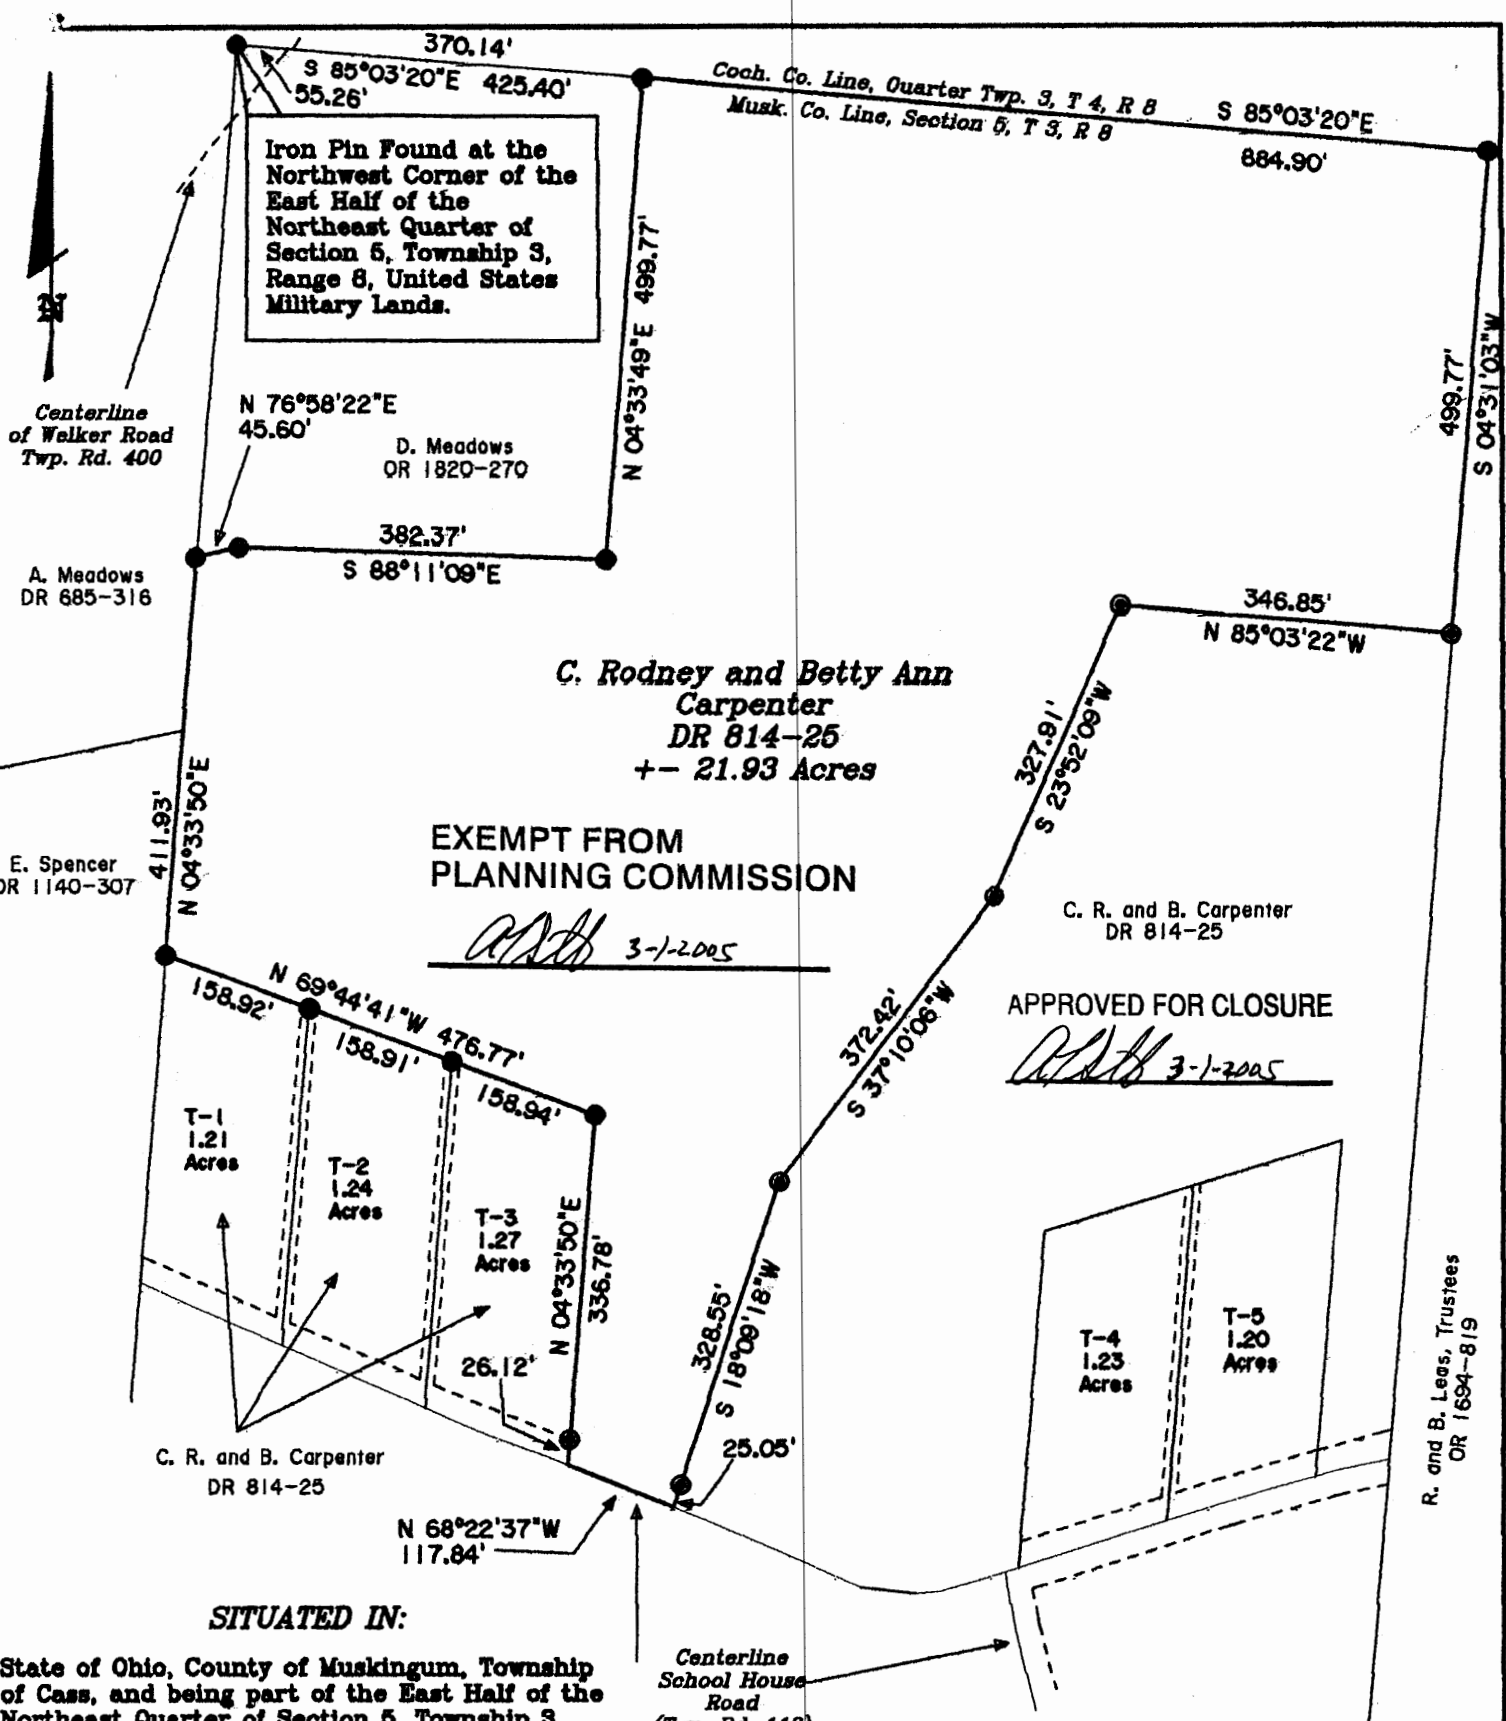 370.14'
S 85°03'20"E 425.40'
55.26'
Coch. Co. Line, Quarter Twp. 3, T 4, R 8
Musk. Co. Line, Section 5, T 3, R 8
S 85°03'20"E
884.90'
Iron Pin Found at the
Northwest Corner of the
East Half of the
Northeast Quarter of
Section 5, Township 3,
Range 8, United States
Military Lands.
N
N 04°33'49"E 499.77'
499.77'
S 04°31'03"W
Centerline
of Welker Road
Twp. Rd. 400
N 76°58'22"E
45.60'
D. Meadows
OR 1820-270
382.37'
S 88°11'09"E
A. Meadows
DR 685-316
346.85'
N 85°03'22"W
C. Rodney and Betty Ann
Carpenter
DR 814-25
+- 21.93 Acres
327.91'
S 23°52'09"W
411.93'
N 04°33'50"E
EXEMPT FROM
PLANNING COMMISSION
3-1-2005
E. Spencer
OR 1140-307
C. R. and B. Carpenter
DR 814-25
N 69°44'41"W 476.77'
158.92'
158.91'
158.94'
372.42'
S 37°10'06"W
APPROVED FOR CLOSURE
3-1-2005
T-1
1.21
Acres
T-2
1.24
Acres
T-3
1.27
Acres
N 04°33'50"E
336.78'
26.12'
328.55'
S 18°09'18"W
25.05'
T-4
1.23
Acres
T-5
1.20
Acres
R. and B. Leas, Trustees
OR 1694-819
C. R. and B. Carpenter
DR 814-25
N 68°22'37"W
117.84'
SITUATED IN:
State of Ohio, County of Muskingum, Township
of Cass, and being part of the East Half of the
Northeast Quarter of Section 5, Township 3,
Centerline
School House
Road